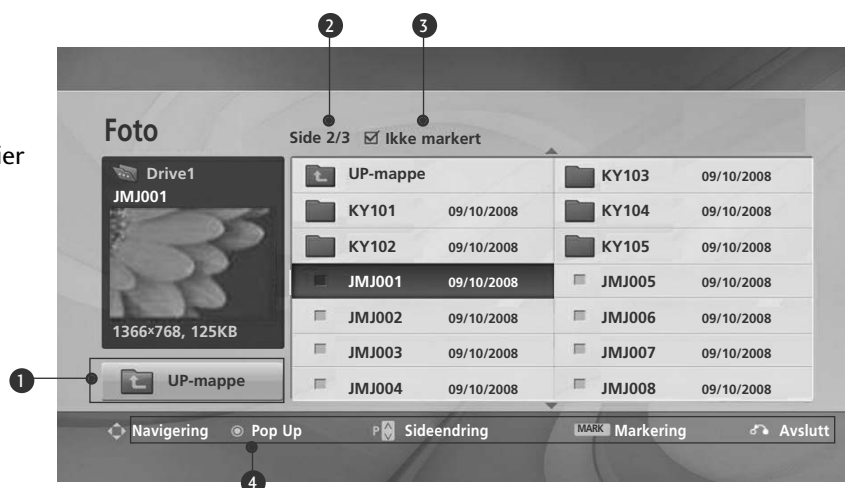 2 3
ier
Foto
Side 2/3 Ikke markert
Drive1
JMJ001
1366×768, 125KB
1 UP-mappe
UP-mappe
KY101 09/10/2008
KY102 09/10/2008
JMJ001 09/10/2008
JMJ002 09/10/2008
JMJ003 09/10/2008
JMJ004 09/10/2008
KY103 09/10/2008
KY104 09/10/2008
KY105 09/10/2008
JMJ005 09/10/2008
JMJ006 09/10/2008
JMJ007 09/10/2008
JMJ008 09/10/2008
Navigering Pop Up P Sideendring MARK Markering Avslutt
4